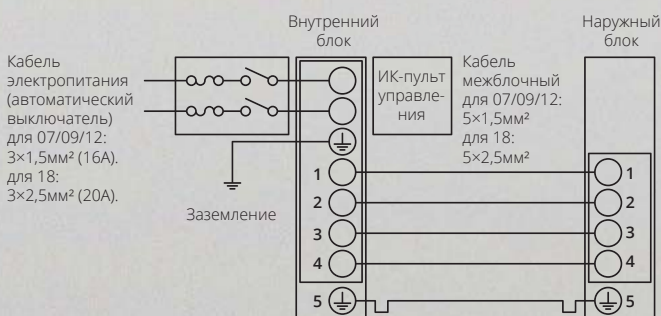 Внутренний
блок
Наружный
блок
Кабель
электропитания
(автоматический
выключатель)
для 07/09/12:
3×1,5мм² (16А).
для 18:
3×2,5мм² (20А).
ИК-пульт
управле-
ния
Кабель
межблочный
для 07/09/12:
5×1,5мм²
для 18:
5×2,5мм²
Заземление
1
2
3
4
5
1
2
3
4
5